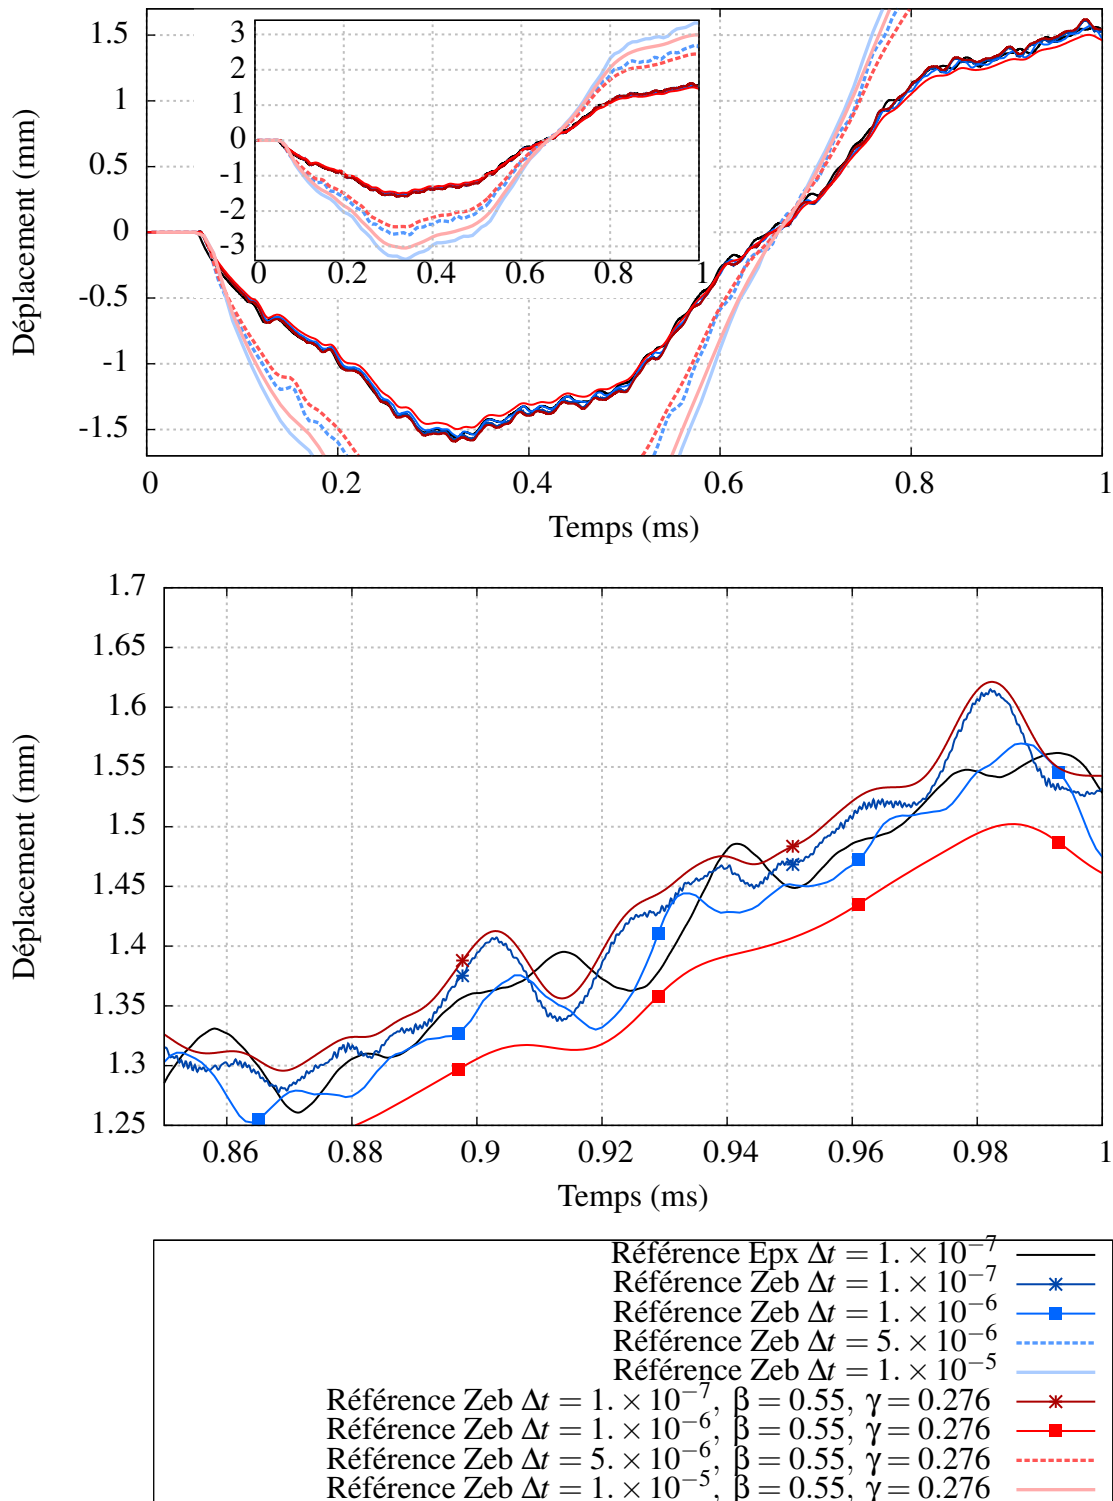 1.5
1
0.5
0
-0.5
-1
-1.5
Déplacement (mm)
3
2
1
0
-1
-2
-3
0 0.2 0.4 0.6 0.8 1
0 0.2 0.4 0.6 0.8 1
Temps (ms)
1.7
1.65
1.6
1.55
1.5
1.45
1.4
1.35
1.3
1.25
Déplacement (mm)
0.86 0.88 0.9 0.92 0.94 0.96 0.98 1
Temps (ms)
Référence Epx Δt = 1. × 10⁻⁷
Référence Zeb Δt = 1. × 10⁻⁷
Référence Zeb Δt = 1. × 10⁻⁶
Référence Zeb Δt = 5. × 10⁻⁶
Référence Zeb Δt = 1. × 10⁻⁵
Référence Zeb Δt = 1. × 10⁻⁷, β = 0.55, γ = 0.276
Référence Zeb Δt = 1. × 10⁻⁶, β = 0.55, γ = 0.276
Référence Zeb Δt = 5. × 10⁻⁶, β = 0.55, γ = 0.276
Référence Zeb Δt = 1. × 10⁻⁵, β = 0.55, γ = 0.276